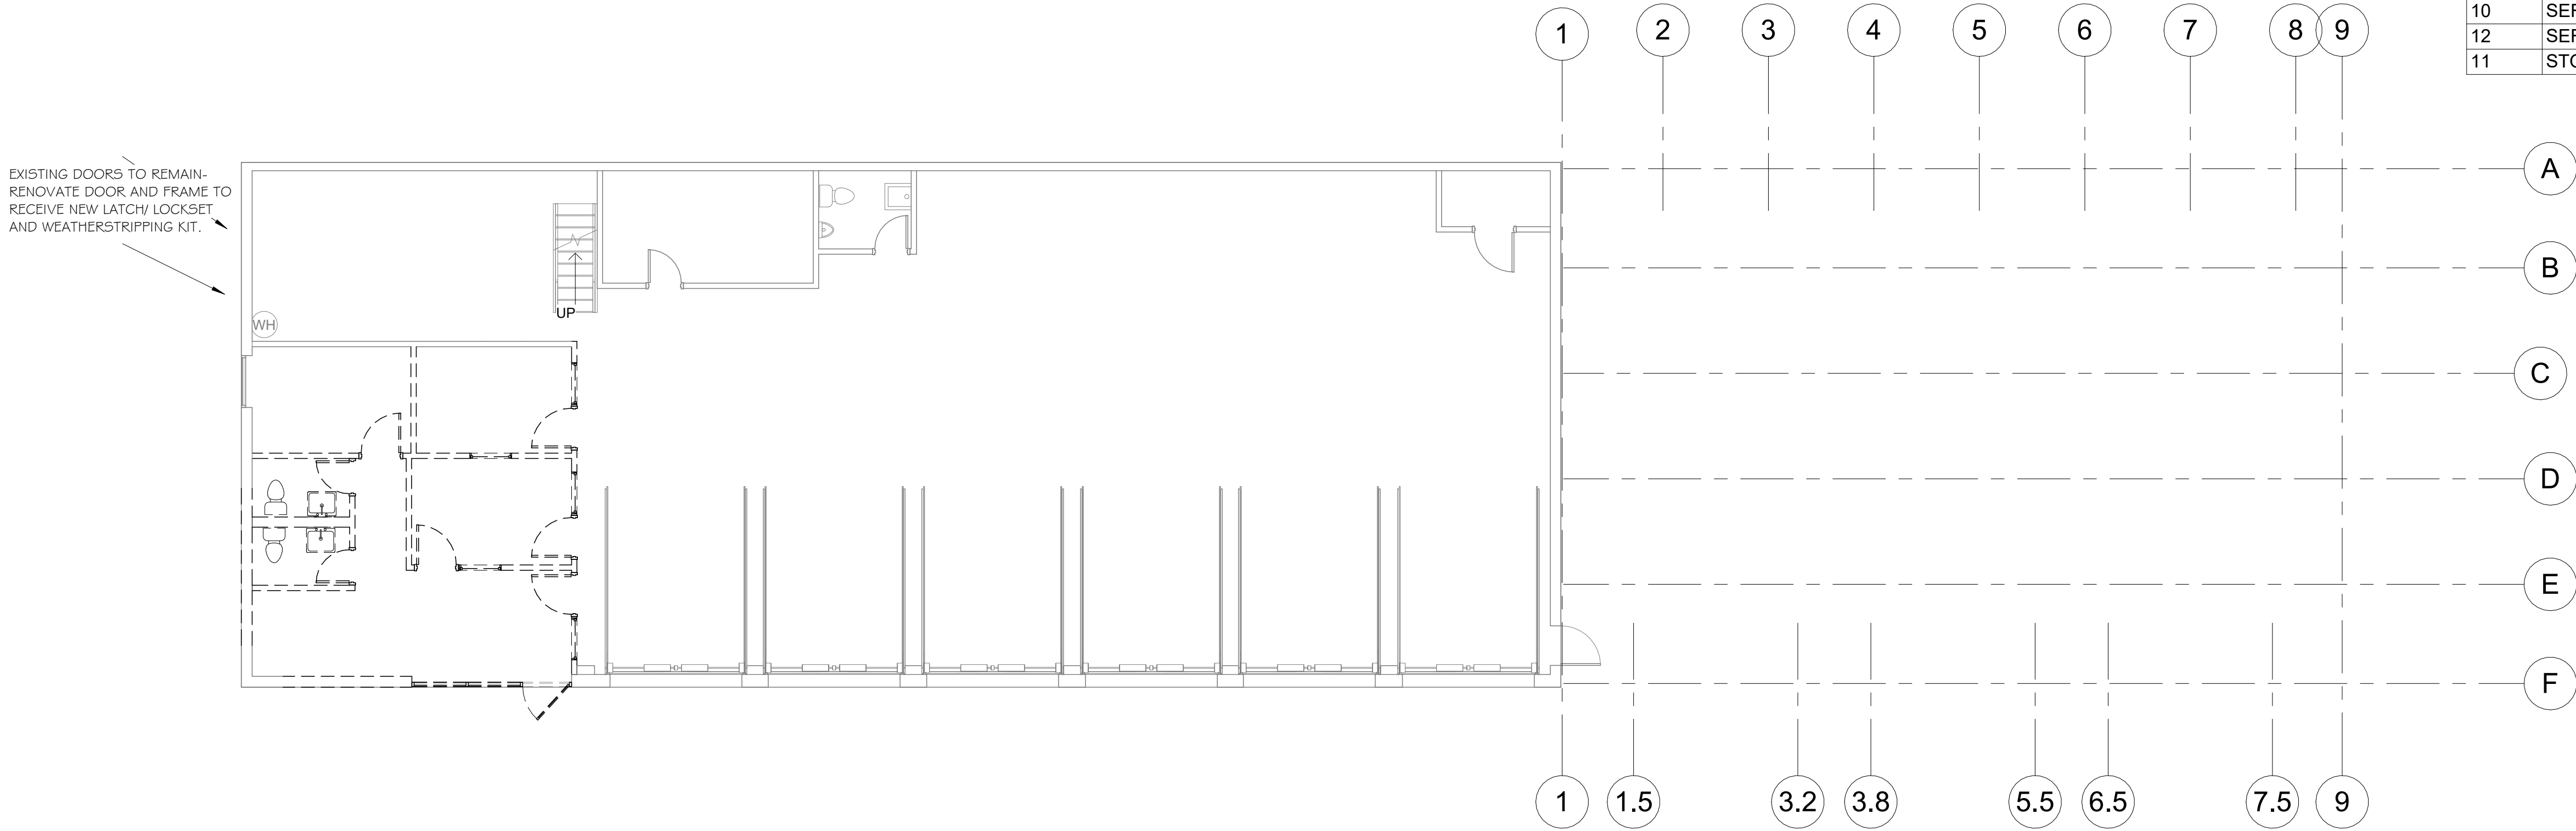 1 2 3 4 5 6 7 8 9
10
12
11
A
EXISTING DOORS TO REMAIN-
RENOVATE DOOR AND FRAME TO
RECEIVE NEW LATCH/ LOCKSET
AND WEATHERSTRIPPING KIT.
B
UP
WH
C
D
E
F
1 1.5 3.2 3.8 5.5 6.5 7.5 9